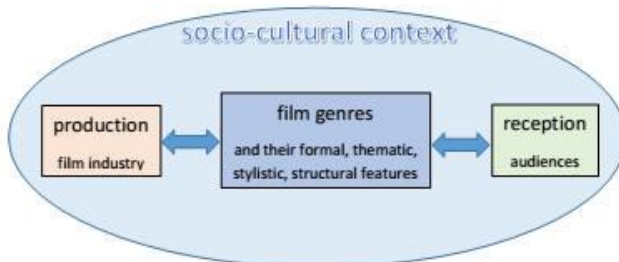 socio-cultural context
production
film industry
film genres
and their formal, thematic,
stylistic, structural features
reception
audiences